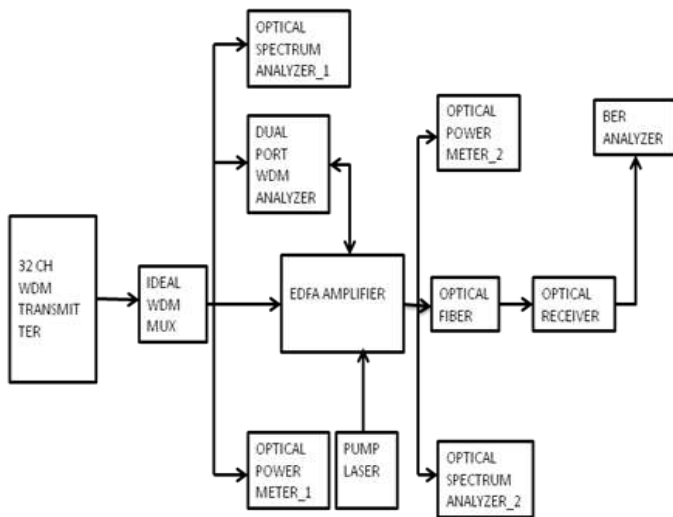 OPTICAL
SPECTRUM
ANALYZER_1
DUAL
PORT
WDM
ANALYZER
OPTICAL
POWER
METER_2
BER
ANALYZER
32 CH
WDM
TRANSMIT
TER
IDEAL
WDM
MUX
EDFA AMPLIFIER
OPTICAL
FIBER
OPTICAL
RECEIVER
OPTICAL
POWER
METER_1
PUMP
LASER
OPTICAL
SPECTRUM
ANALYZER_2